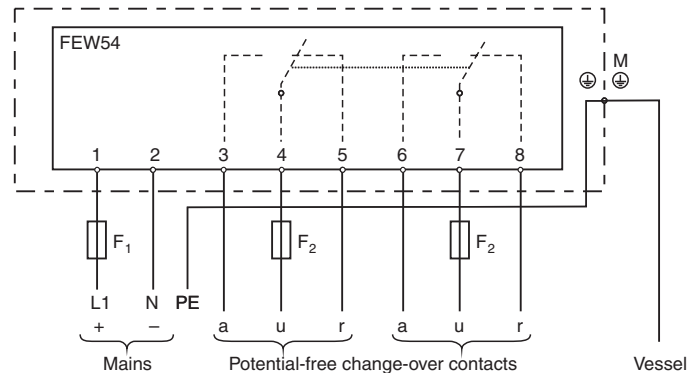 FEW54
M
1 2 3 4 5 6 7 8
F1 F2 F2
L1 N PE
+ – a u r a u r
Mains Potential-free change-over contacts Vessel